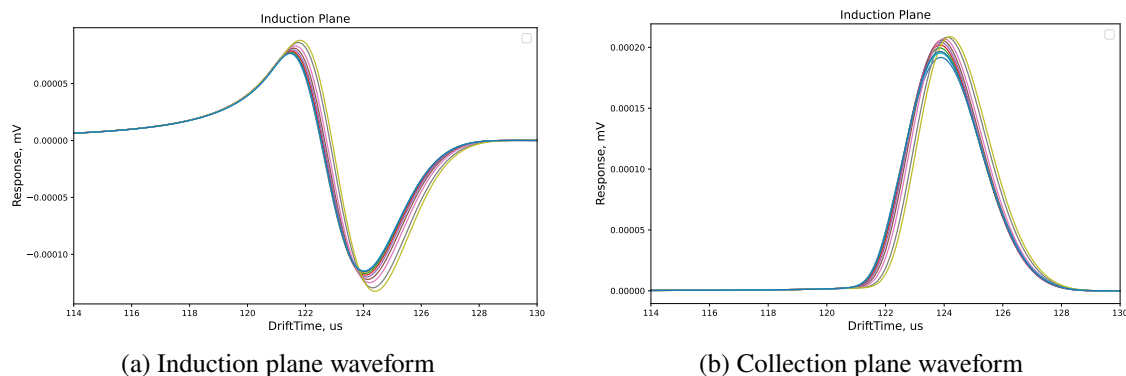 Induction Plane
Response, mV
0.00005
0.00000
−0.00005
−0.00010
114 116 118 120 122 124 126 128 130
DriftTime, us
(a) Induction plane waveform
Induction Plane
Response, mV
0.00020
0.00015
0.00010
0.00005
0.00000
114 116 118 120 122 124 126 128 130
DriftTime, us
(b) Collection plane waveform